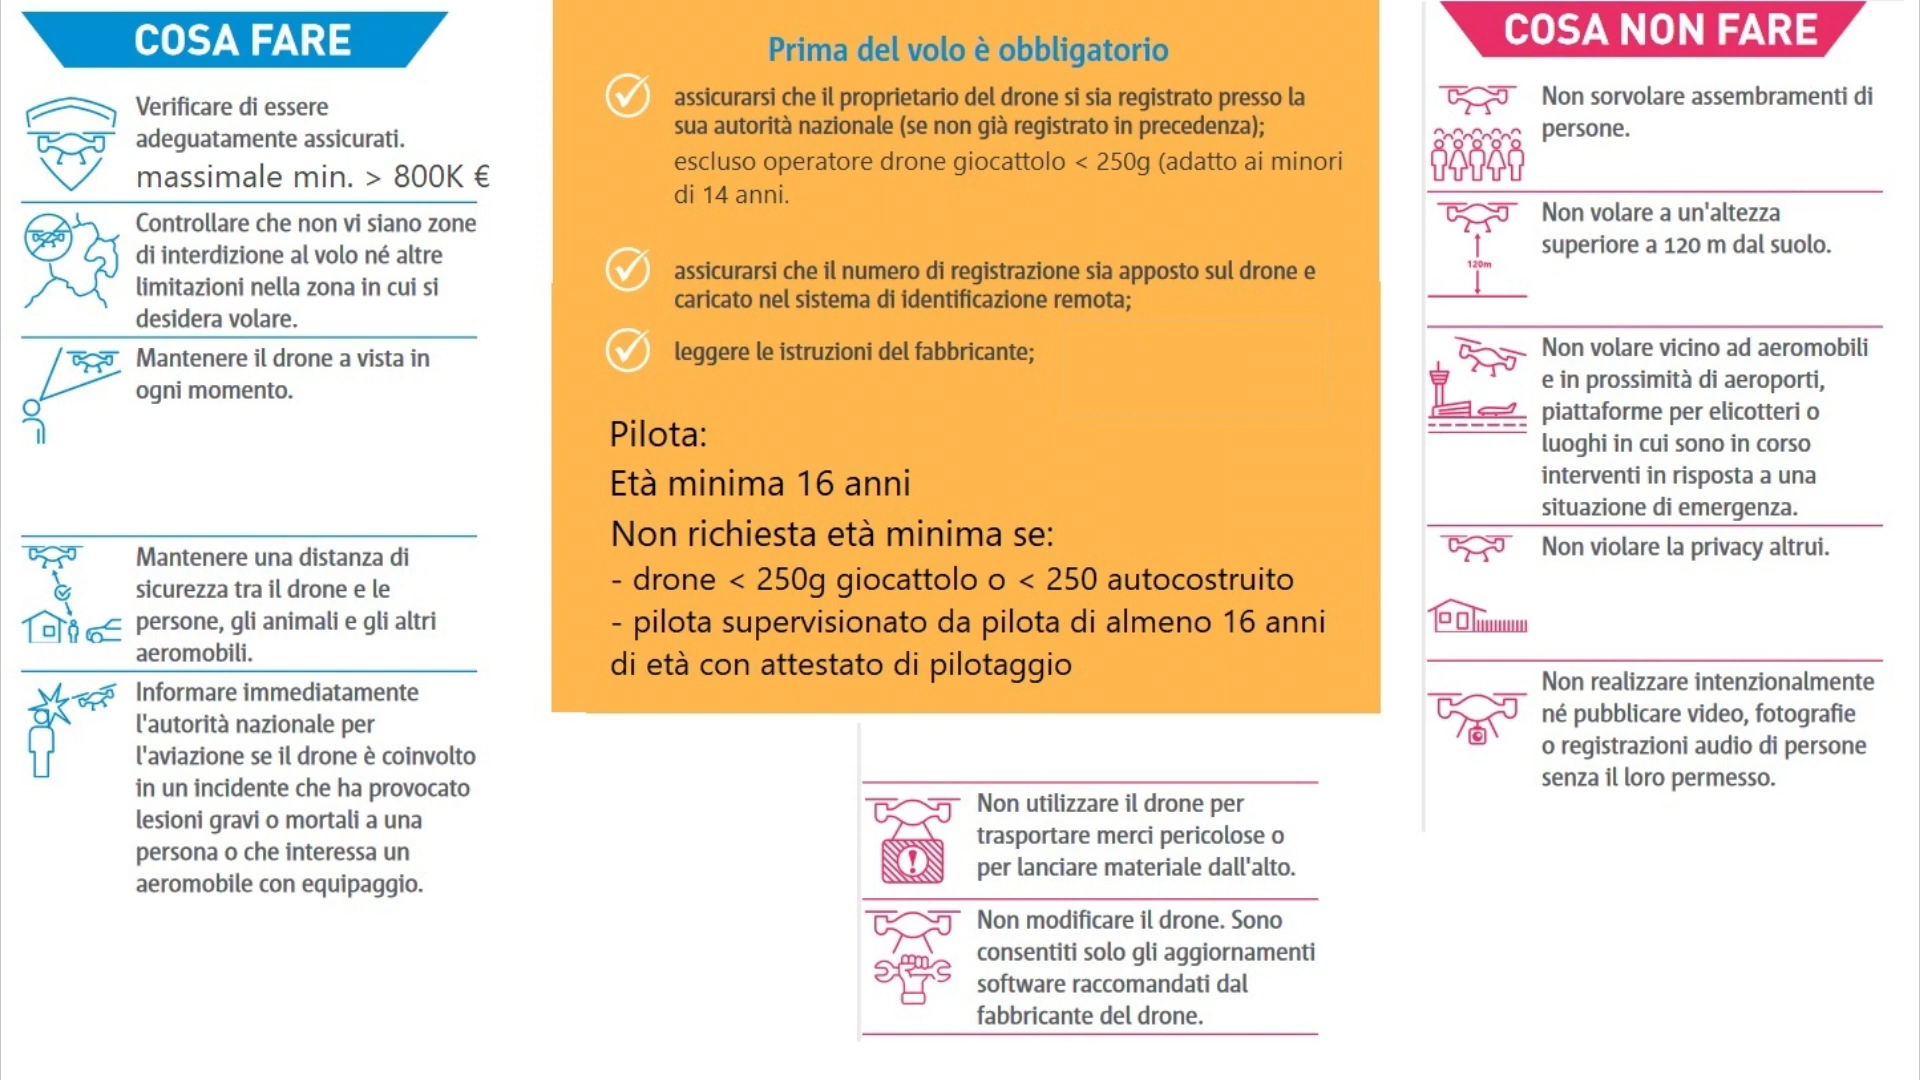 COSA FARE
Verificare di essere
adeguatamente assicurati.
massimale min. > 800K €
Controllare che non vi siano zone
di interdizione al volo né altre
limitazioni nella zona in cui si
desidera volare.
Mantenere il drone a vista in
ogni momento.
Mantenere una distanza di
sicurezza tra il drone e le
persone, gli animali e gli altri
aeromobili.
Informare immediatamente
l'autorità nazionale per
l'aviazione se il drone è coinvolto
in un incidente che ha provocato
lesioni gravi o mortali a una
persona o che interessa un
aeromobile con equipaggio.
Prima del volo è obbligatorio
assicurarsi che il proprietario del drone si sia registrato presso la
sua autorità nazionale (se non già registrato in precedenza);
escluso operatore drone giocattolo < 250g (adatto ai minori
di 14 anni.
assicurarsi che il numero di registrazione sia apposto sul drone e
caricato nel sistema di identificazione remota;
leggere le istruzioni del fabbricante;
Pilota:
Età minima 16 anni
Non richiesta età minima se:
- drone < 250g giocattolo o < 250 autocostruito
- pilota supervisionato da pilota di almeno 16 anni
di età con attestato di pilotaggio
Non utilizzare il drone per
trasportare merci pericolose o
per lanciare materiale dall'alto.
Non modificare il drone. Sono
consentiti solo gli aggiornamenti
software raccomandati dal
fabbricante del drone.
COSA NON FARE
Non sorvolare assembramenti di
persone.
Non volare a un'altezza
superiore a 120 m dal suolo.
120m
Non volare vicino ad aeromobili
e in prossimità di aeroporti,
piattaforme per elicotteri o
luoghi in cui sono in corso
interventi in risposta a una
situazione di emergenza.
Non violare la privacy altrui.
Non realizzare intenzionalmente
né pubblicare video, fotografie
o registrazioni audio di persone
senza il loro permesso.